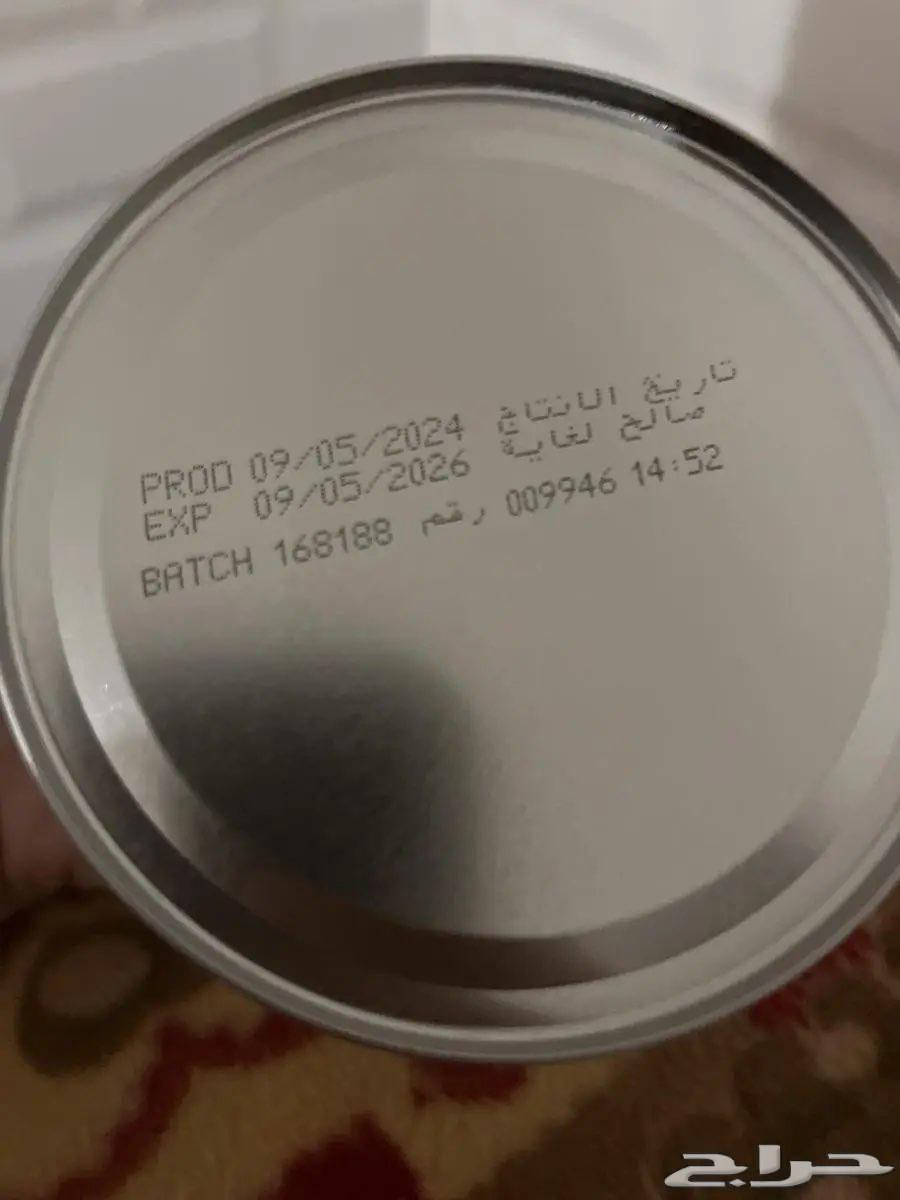 PROD 09/05/2024 تاريخ الانتاج
EXP 09/05/2026 صالح لغاية
BATCH 168188 رقم 009946 14:52
حراج